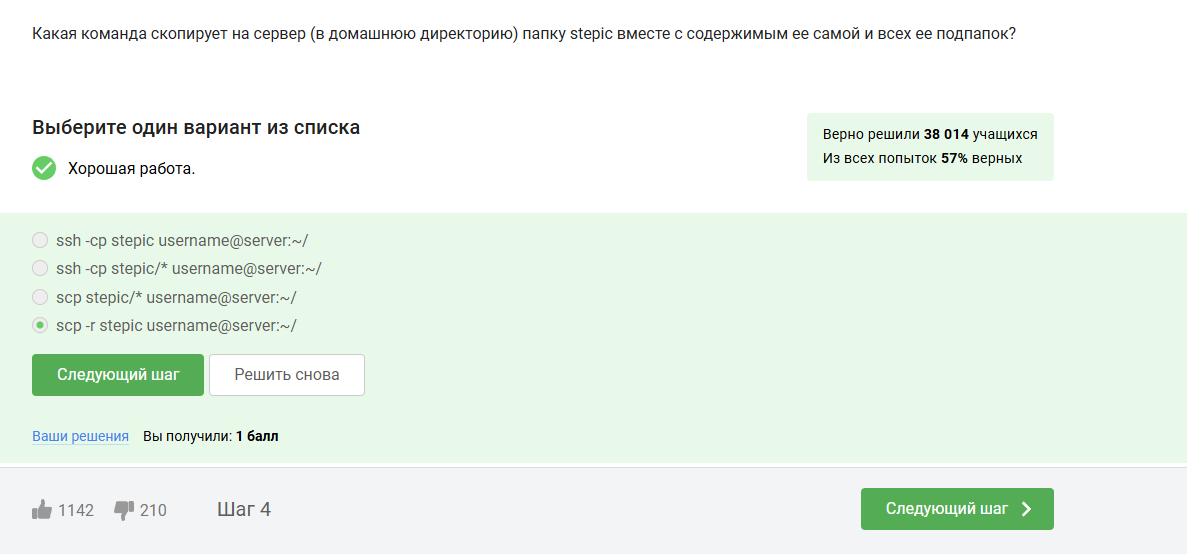 Какая команда скопирует на сервер (в домашнюю директорию) папку stepic вместе с содержимым ее самой и всех ее подпапок?
Выберите один вариант из списка
Хорошая работа.
Верно решили 38 014 учащихся
Из всех попыток 57% верных
ssh -cp stepic username@server:~/
ssh -cp stepic/* username@server:~/
scp stepic/* username@server:~/
scp -r stepic username@server:~/
Следующий шаг
Решить снова
Ваши решения Вы получили: 1 балл
1142 210 Шаг 4
Следующий шаг